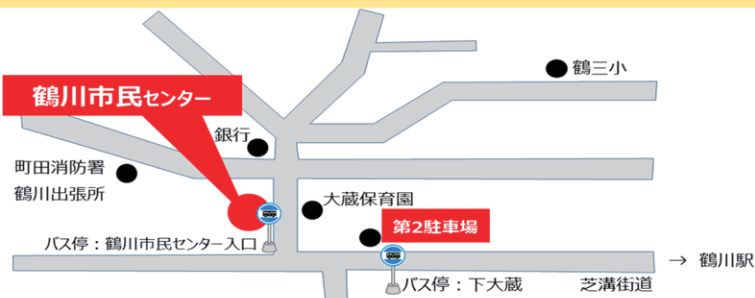 鶴三小
鶴川市民センター
銀行
町田消防署
鶴川出張所
大蔵保育園
第2駐車場
バス停：鶴川市民センター入口
→ 鶴川駅
バス停：下大蔵
芝溝街道